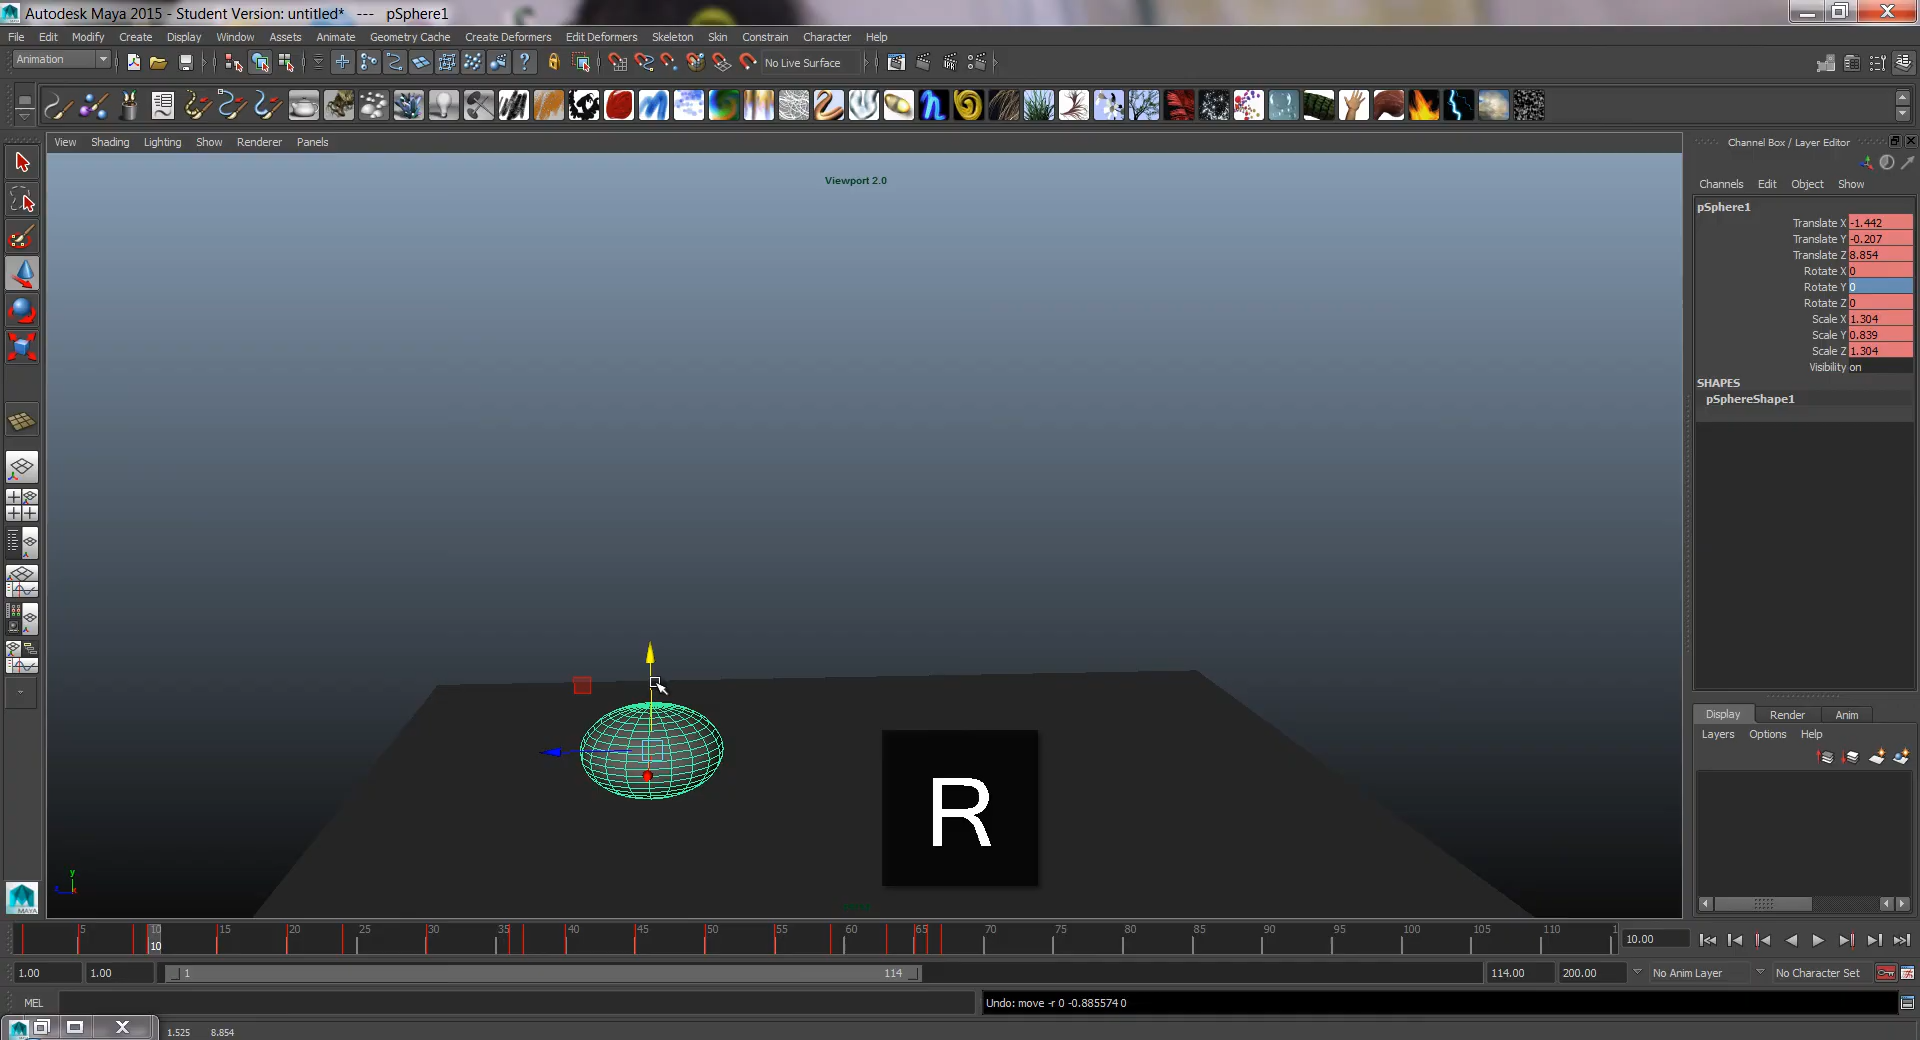 Autodesk Maya 2015 - Student Version: untitled*   ---   pSphere1
File Edit Modify Create Display Window Assets Animate Geometry Cache Create Deformers Edit Deformers Skeleton Skin Constrain Character Help
Animation
No Live Surface
View Shading Lighting Show Renderer Panels
Viewport 2.0
Channel Box / Layer Editor
Channels Edit Object Show
pSphere1
Translate X -1.442
Translate Y -0.207
Translate Z 8.854
Rotate X 0
Rotate Y 0
Rotate Z 0
Scale X 1.304
Scale Y 0.839
Scale Z 1.304
Visibility on
SHAPES
pSphereShape1
R
y
MAYA
Display Render Anim
Layers Options Help
5 10 15 20 25 30 35 40 45 50 55 60 65 70 75 80 85 90 95 100 105 110 1
10
10.00
1.00 1.00 1 114 114.00 200.00 No Anim Layer No Character Set
MEL
Undo: move -r 0 -0.885574 0
1.525 8.854